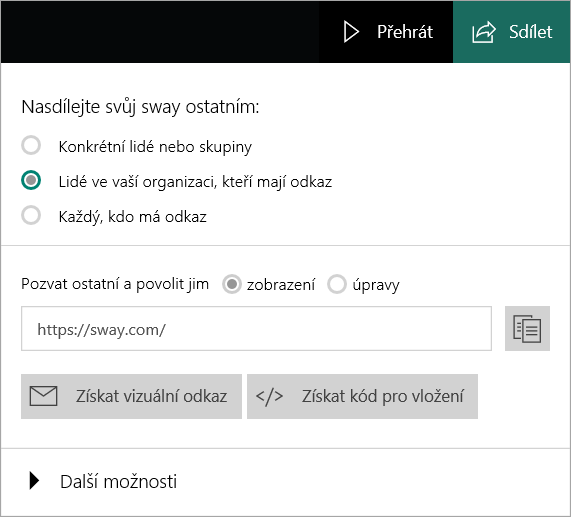 Přehrát
Sdílet
Nasdílejte svůj sway ostatním:
Konkrétní lidé nebo skupiny
Lidé ve vaší organizaci, kteří mají odkaz
Každý, kdo má odkaz
Pozvat ostatní a povolit jim zobrazení úpravy
https://sway.com/
Získat vizuální odkaz
</> Získat kód pro vložení
Další možnosti